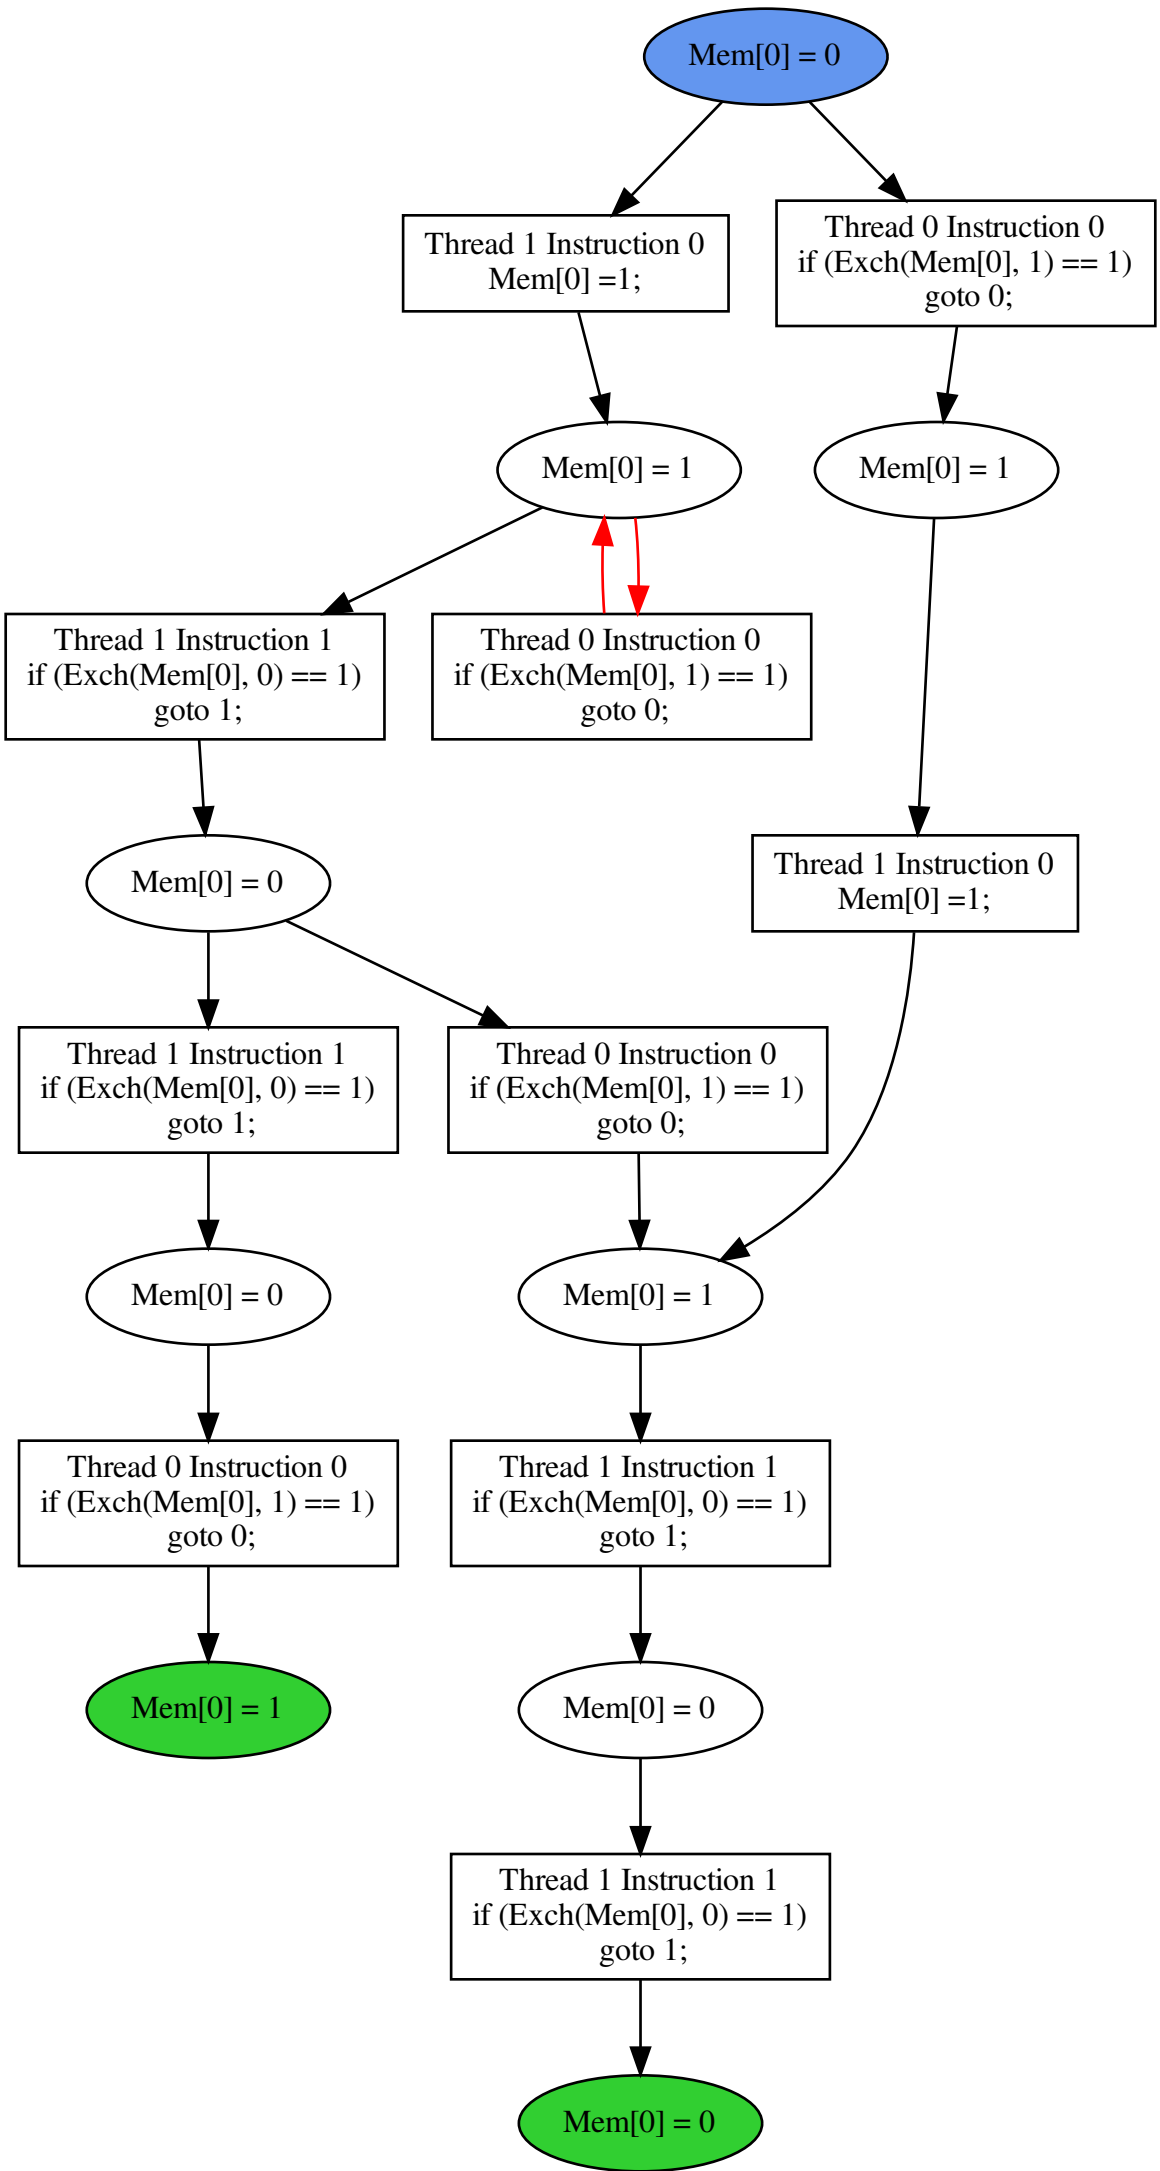 Mem[0] = 0
Thread 1 Instruction 0
Mem[0] =1;
Thread 0 Instruction 0
if (Exch(Mem[0], 1) == 1)
goto 0;
Mem[0] = 1
Mem[0] = 1
Thread 1 Instruction 1
if (Exch(Mem[0], 0) == 1)
goto 1;
Thread 0 Instruction 0
if (Exch(Mem[0], 1) == 1)
goto 0;
Mem[0] = 0
Thread 1 Instruction 0
Mem[0] =1;
Thread 1 Instruction 1
if (Exch(Mem[0], 0) == 1)
goto 1;
Thread 0 Instruction 0
if (Exch(Mem[0], 1) == 1)
goto 0;
Mem[0] = 0
Mem[0] = 1
Thread 0 Instruction 0
if (Exch(Mem[0], 1) == 1)
goto 0;
Thread 1 Instruction 1
if (Exch(Mem[0], 0) == 1)
goto 1;
Mem[0] = 1
Mem[0] = 0
Thread 1 Instruction 1
if (Exch(Mem[0], 0) == 1)
goto 1;
Mem[0] = 0